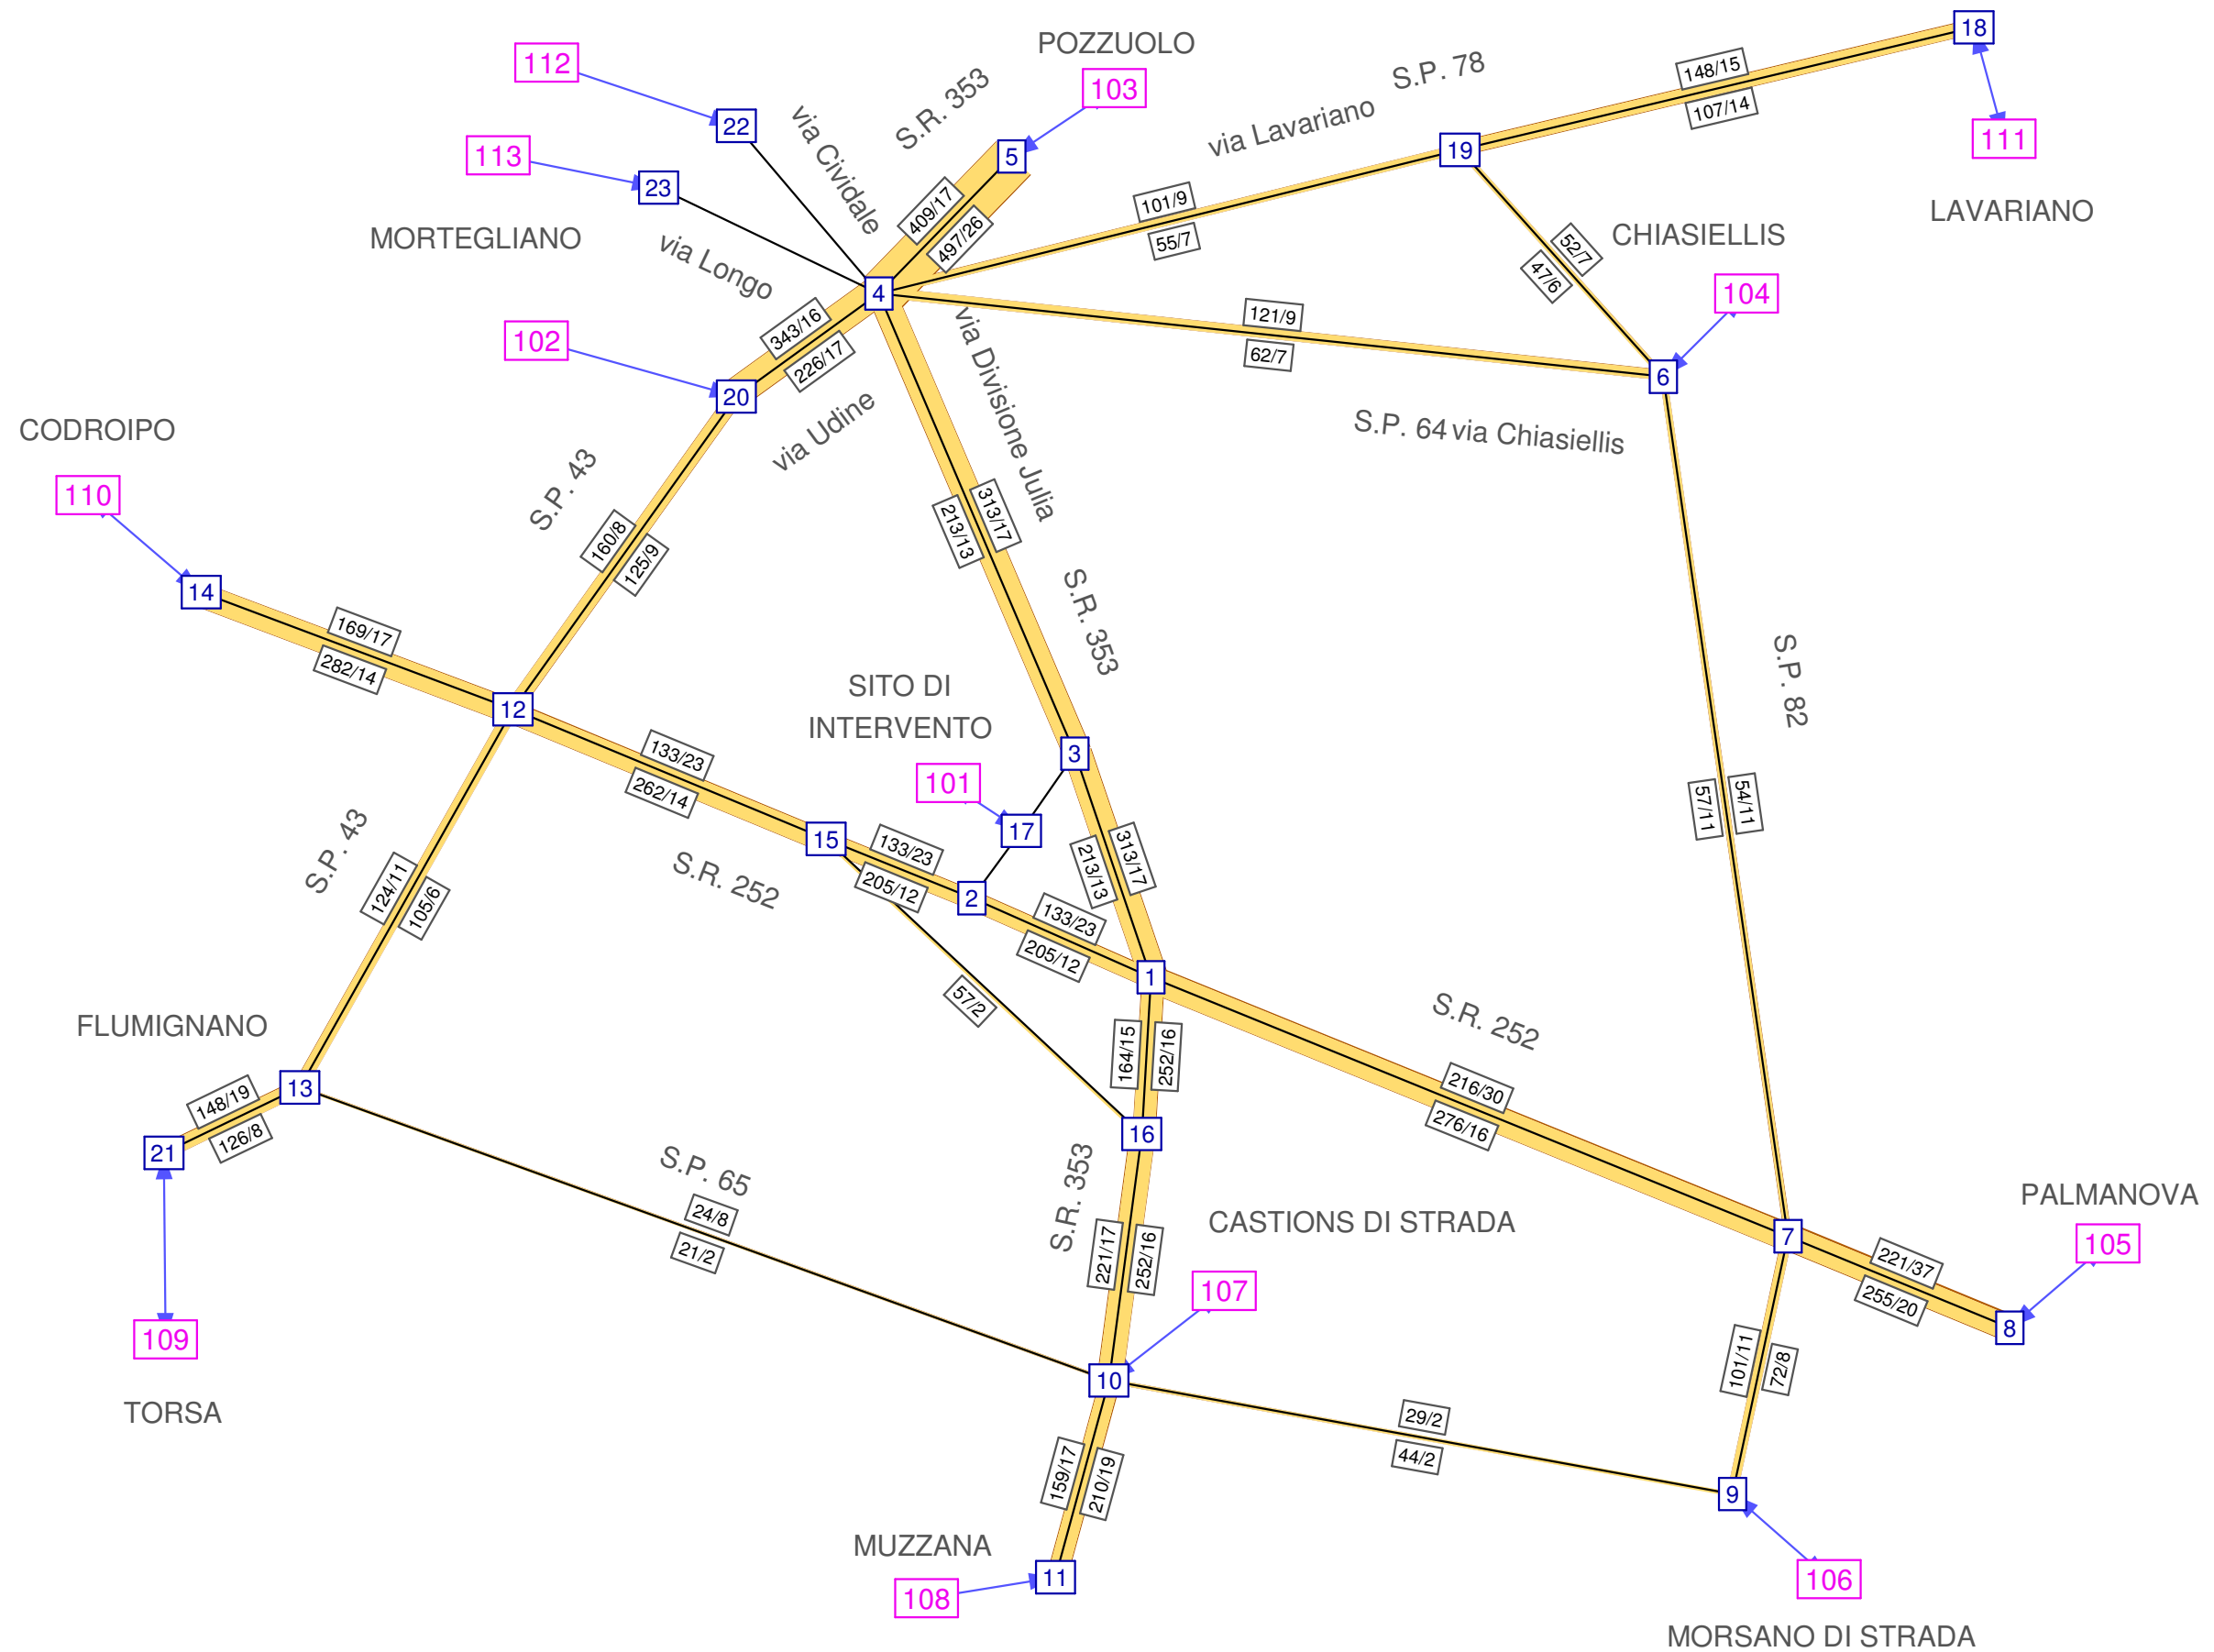 18
POZZUOLO
112
S.P. 78
148/15
103
S.R. 353
107/14
22
via Cividale
via Lavariano
111
113
5
19
23
409/17
101/9
LAVARIANO
MORTEGLIANO
497/26
55/7
52/7
CHIASIELLIS
via Longo
47/6
4
104
343/16
121/9
102
226/17
62/7
via Divisione Julia
6
20
via Udine
CODROIPO
S.P. 64 via Chiasiellis
S.P. 43
110
313/17
213/13
160/8
125/9
14
S.R. 353
169/17
282/14
S.P. 82
SITO DI
INTERVENTO
12
133/23
3
262/14
101
57/11
54/11
17
15
133/23
S.P. 43
S.R. 252
205/12
313/17
213/13
124/11
105/6
2
133/23
205/12
1
57/2
S.R. 252
FLUMIGNANO
164/15
252/16
13
216/30
148/19
276/16
126/8
16
21
S.P. 65
S.R. 353
PALMANOVA
24/8
CASTIONS DI STRADA
21/2
7
105
221/17
252/16
221/37
107
255/20
109
8
101/11
72/8
10
TORSA
29/2
44/2
159/17
210/19
9
MUZZANA
11
106
108
MORSANO DI STRADA